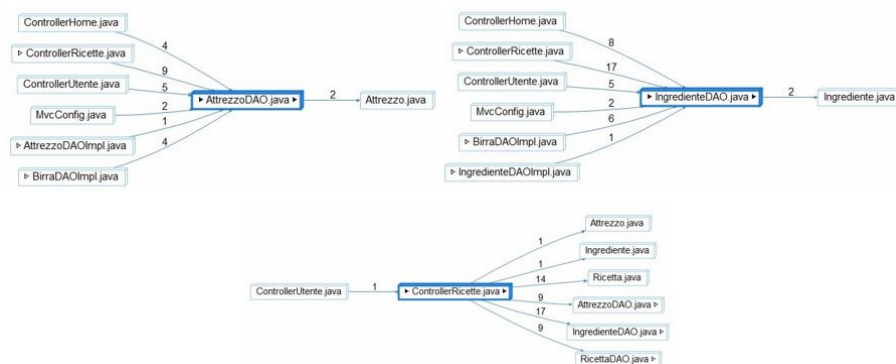 ControllerHome.java
4
▹ ControllerRicette.java
9
ControllerUtente.java
5
▸ AttrezzoDAO.java ▸
2
Attrezzo.java
MvcConfig.java
2
1
▹ AttrezzoDAOImpl.java
4
▹ BirraDAOImpl.java
ControllerHome.java
8
▹ ControllerRicette.java
17
ControllerUtente.java
5
▸ IngredienteDAO.java ▸
2
Ingrediente.java
MvcConfig.java
2
6
▹ BirraDAOImpl.java
1
▹ IngredienteDAOImpl.java
Attrezzo.java
1
Ingrediente.java
1
14
Ricetta.java
ControllerUtente.java
1
▸ ControllerRicette.java ▸
9
AttrezzoDAO.java ▹
17
IngredienteDAO.java ▹
9
RicettaDAO.java ▹